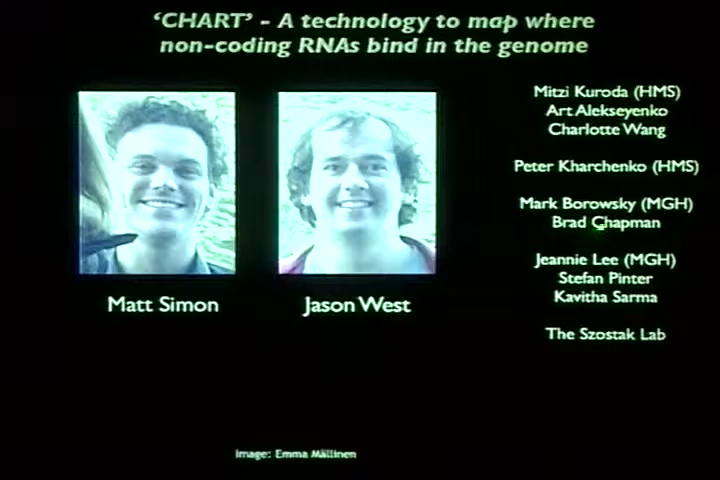 ‘CHART’ - A technology to map where
non-coding RNAs bind in the genome
Matt Simon
Jason West
Mitzi Kuroda (HMS)
Art Alekseyenko
Charlotte Wang
Peter Kharchenko (HMS)
Mark Borowsky (MGH)
Brad Chapman
Jeannie Lee (MGH)
Stefan Pinter
Kavitha Sarma
The Szostak Lab
Image: Emma Mällinen